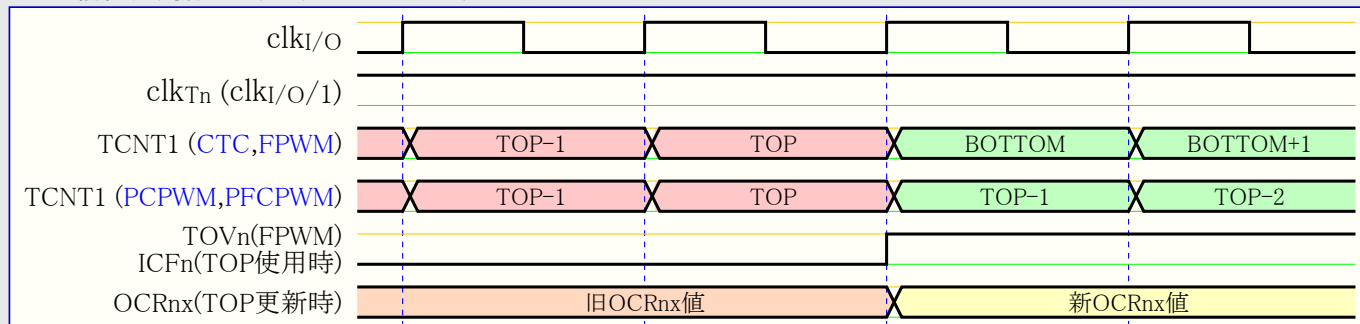 clkI/O
clkTn (clkI/O/1)
TCNT1 (CTC,FPWM) TOP-1 TOP BOTTOM BOTTOM+1
TCNT1 (PCPWM,PFCPWM) TOP-1 TOP TOP-1 TOP-2
TOVn(FPWM)
ICFn(TOP使用時)
OCRnx(TOP更新時) 旧OCRnx値 新OCRnx値